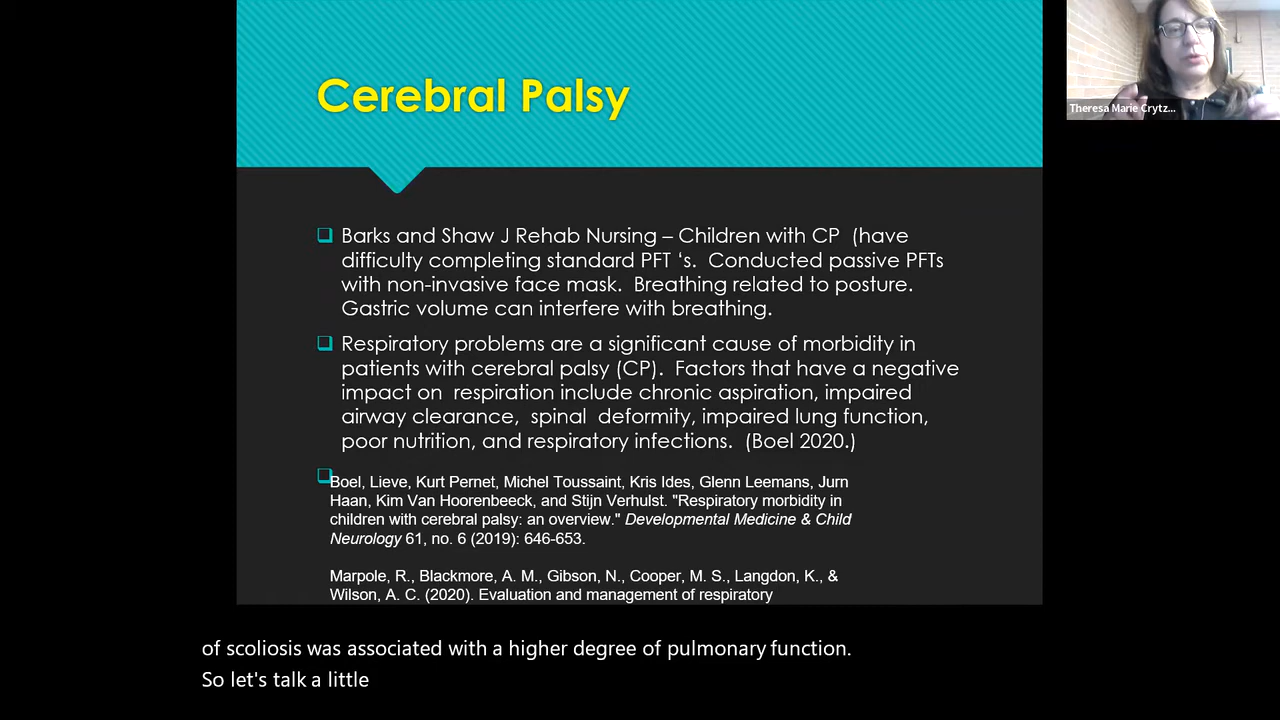 Cerebral Palsy
Theresa Marie Crytz...
Barks and Shaw J Rehab Nursing – Children with CP (have
difficulty completing standard PFT ‘s. Conducted passive PFTs
with non-invasive face mask. Breathing related to posture.
Gastric volume can interfere with breathing.
Respiratory problems are a significant cause of morbidity in
patients with cerebral palsy (CP). Factors that have a negative
impact on respiration include chronic aspiration, impaired
airway clearance, spinal deformity, impaired lung function,
poor nutrition, and respiratory infections. (Boel 2020.)
Boel, Lieve, Kurt Pernet, Michel Toussaint, Kris Ides, Glenn Leemans, Jurn
Haan, Kim Van Hoorenbeeck, and Stijn Verhulst. "Respiratory morbidity in
children with cerebral palsy: an overview." Developmental Medicine & Child
Neurology 61, no. 6 (2019): 646-653.
Marpole, R., Blackmore, A. M., Gibson, N., Cooper, M. S., Langdon, K., &
Wilson, A. C. (2020). Evaluation and management of respiratory
of scoliosis was associated with a higher degree of pulmonary function.
So let's talk a little